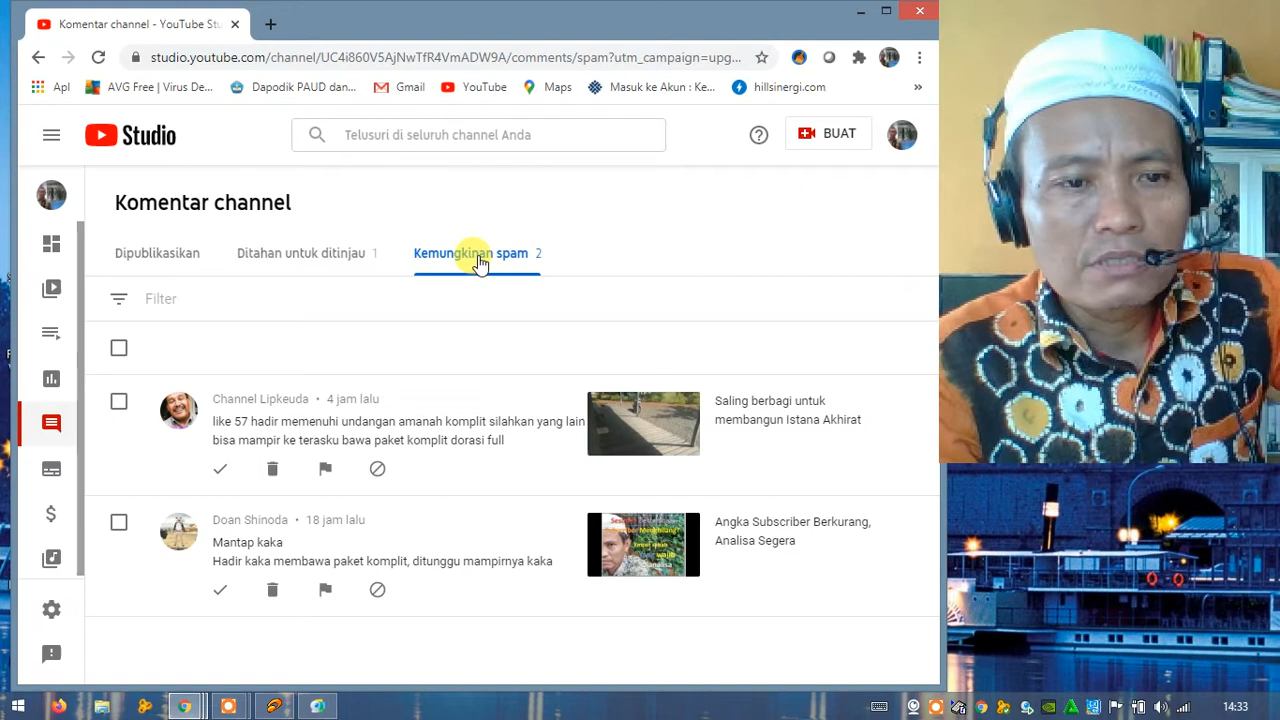 Komentar channel - YouTube Stu
studio.youtube.com/channel/UC4i860V5AjNwTfR4VmADW9A/comments/spam?utm_campaign=upg...
Apl
AVG Free | Virus De...
Dapodik PAUD dan...
Gmail
YouTube
Maps
Masuk ke Akun : Ke...
hillsinergi.com
»
Studio
Telusuri di seluruh channel Anda
BUAT
Komentar channel
Dipublikasikan
Ditahan untuk ditinjau 1
Kemungkinan spam 2
Filter
Channel Lipkeuda • 4 jam lalu
like 57 hadir memenuhi undangan amanah komplit silahkan yang lain
bisa mampir ke terasku bawa paket komplit dorasi full
Saling berbagi untuk
membangun Istana Akhirat
Doan Shinoda • 18 jam lalu
Mantap kaka
Hadir kaka membawa paket komplit, ditunggu mampirnya kaka
Angka Subscriber Berkurang,
Analisa Segera
14:33